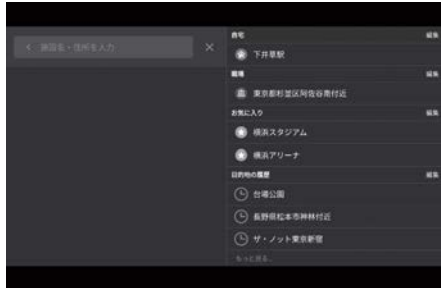 施設名・住所を入力
自宅 編集
下井草駅
職場 編集
東京都杉並区阿佐谷南付近
お気に入り 編集
横浜スタジアム
横浜アリーナ
目的地の履歴 編集
台場公園
長野県松本市神林付近
ザ・ノット東京新宿
もっと見る...